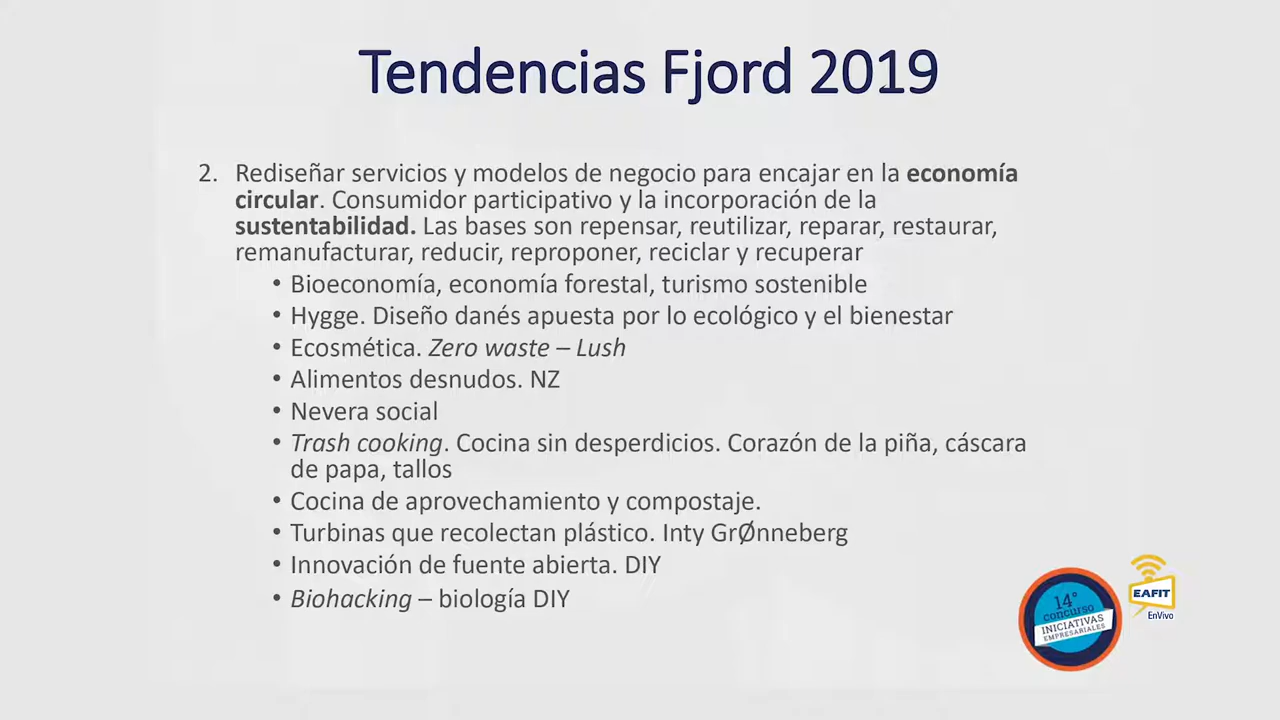 Tendencias Fjord 2019
2. Rediseñar servicios y modelos de negocio para encajar en la economía
circular. Consumidor participativo y la incorporación de la
sustentabilidad. Las bases son repensar, reutilizar, reparar, restaurar,
remanufacturar, reducir, reproponer, reciclar y recuperar
• Bioeconomía, economía forestal, turismo sostenible
• Hygge. Diseño danés apuesta por lo ecológico y el bienestar
• Ecosmética. Zero waste – Lush
• Alimentos desnudos. NZ
• Nevera social
• Trash cooking. Cocina sin desperdicios. Corazón de la piña, cáscara
de papa, tallos
• Cocina de aprovechamiento y compostaje.
• Turbinas que recolectan plástico. Inty GrØnneberg
• Innovación de fuente abierta. DIY
• Biohacking – biología DIY
14°
concurso
INICIATIVAS
EMPRESARIALES
EAFIT
EnVivo